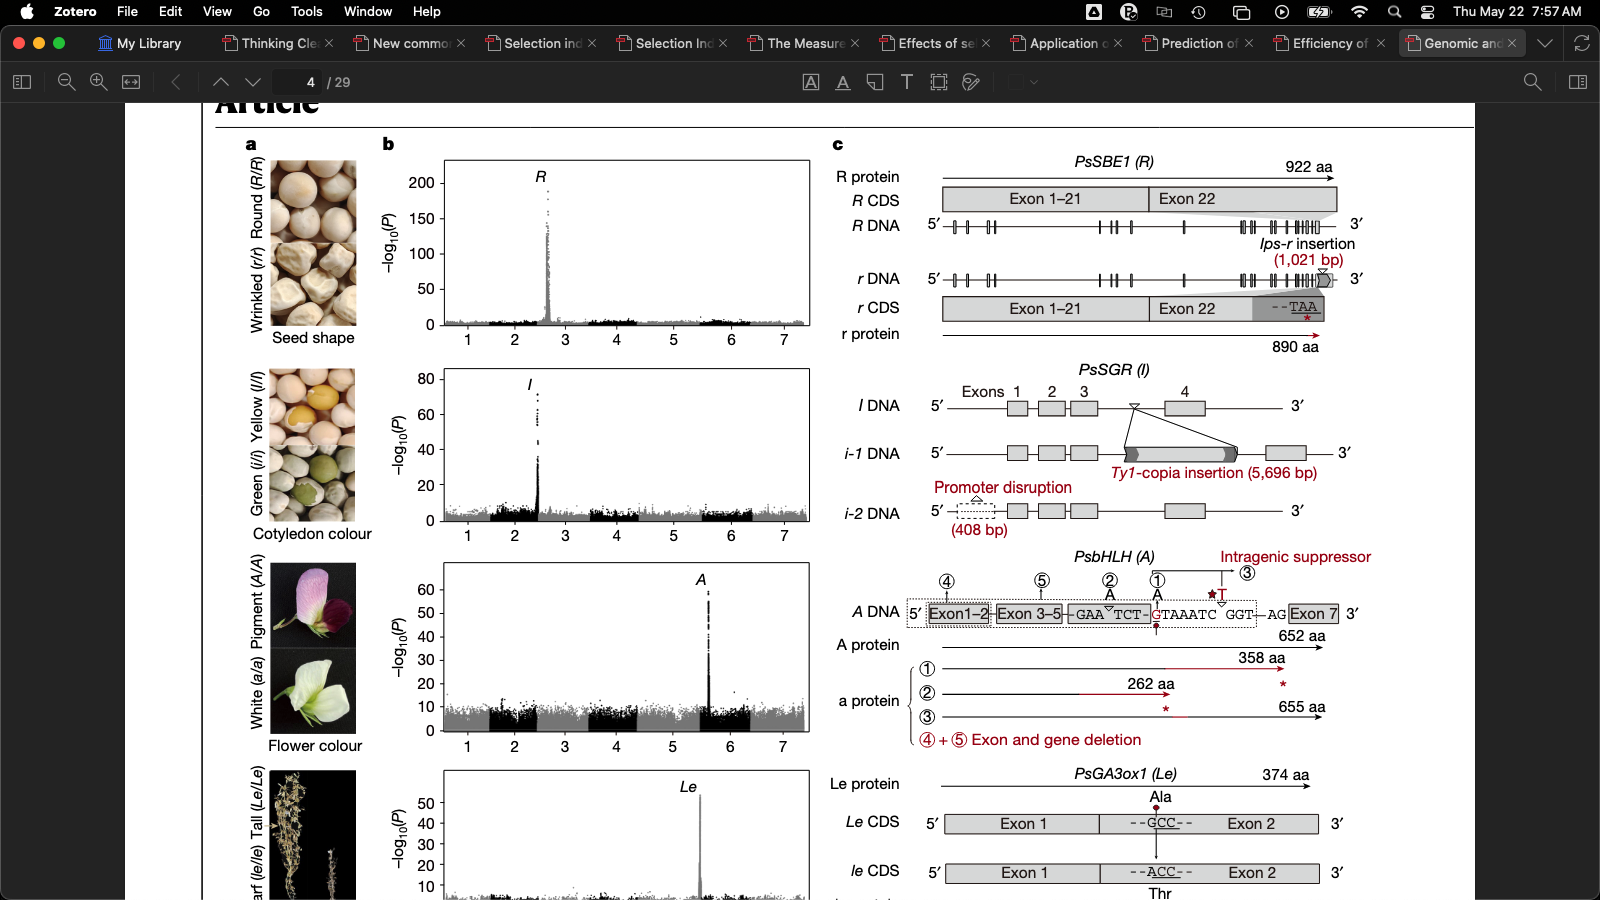 Zotero File Edit View Go Tools Window Help Thu May 22 7:57 AM
My Library Thinking Cle New commo Selection ind Selection Ind The Measure Effects of se Application o Prediction of Efficiency of Genomic and
4 / 29
Article
a
Round (R/R)
Wrinkled (r/r)
Seed shape
Yellow (I/I)
Green (i/i)
Cotyledon colour
Pigment (A/A)
White (a/a)
Flower colour
Tall (Le/Le)
arf (le/le)
b
R
–log10(P)
200
150
100
50
0
1 2 3 4 5 6 7
I
–log10(P)
80
60
40
20
0
1 2 3 4 5 6 7
A
–log10(P)
60
50
40
30
20
10
0
1 2 3 4 5 6 7
Le
–log10(P)
50
40
30
20
10
c
PsSBE1 (R)
R protein 922 aa
R CDS Exon 1–21 Exon 22
R DNA 5′ 3′
Ips-r insertion
(1,021 bp)
r DNA 5′ 3′
r CDS Exon 1–21 Exon 22 --TAA
*
r protein
890 aa
PsSGR (I)
Exons 1 2 3 4
I DNA 5′ 3′
i-1 DNA 5′ 3′
Ty1-copia insertion (5,696 bp)
Promoter disruption
i-2 DNA 5′ 3′
(408 bp)
PsbHLH (A) Intragenic suppressor
④ ⑤ ② ① ③
A A T
A DNA 5′ Exon1–2 Exon 3–5 GAA TCT- GTAAATC GGT AG Exon 7 3′
A protein 652 aa
a protein
① 358 aa
*
② 262 aa
*
③ 655 aa
④ + ⑤ Exon and gene deletion
PsGA3ox1 (Le)
Le protein 374 aa
Ala
Le CDS 5′ Exon 1 --GCC-- Exon 2 3′
le CDS 5′ Exon 1 --ACC-- Exon 2 3′
Thr